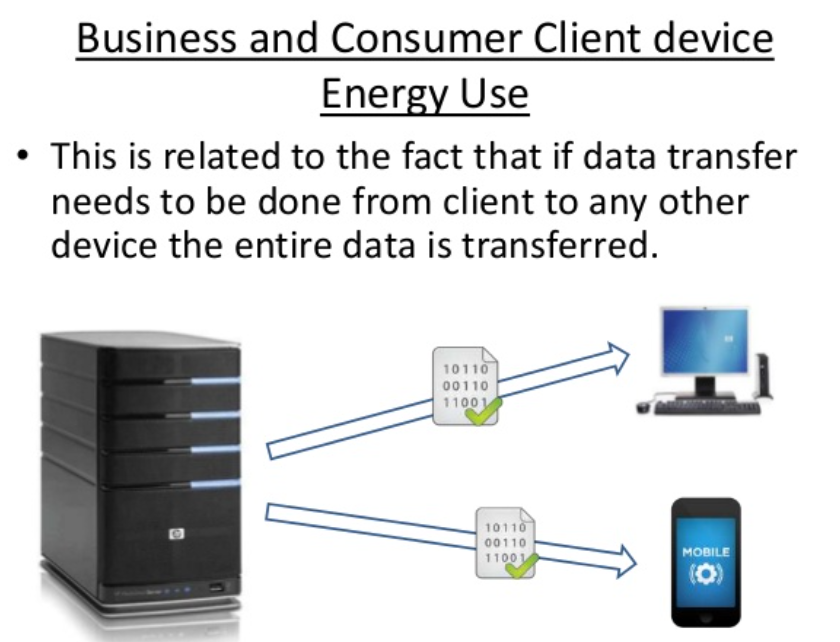 Business and Consumer Client device
Energy Use
• This is related to the fact that if data transfer
needs to be done from client to any other
device the entire data is transferred.
10110
00110
11001
10110
00110
11001
MOBILE
hp